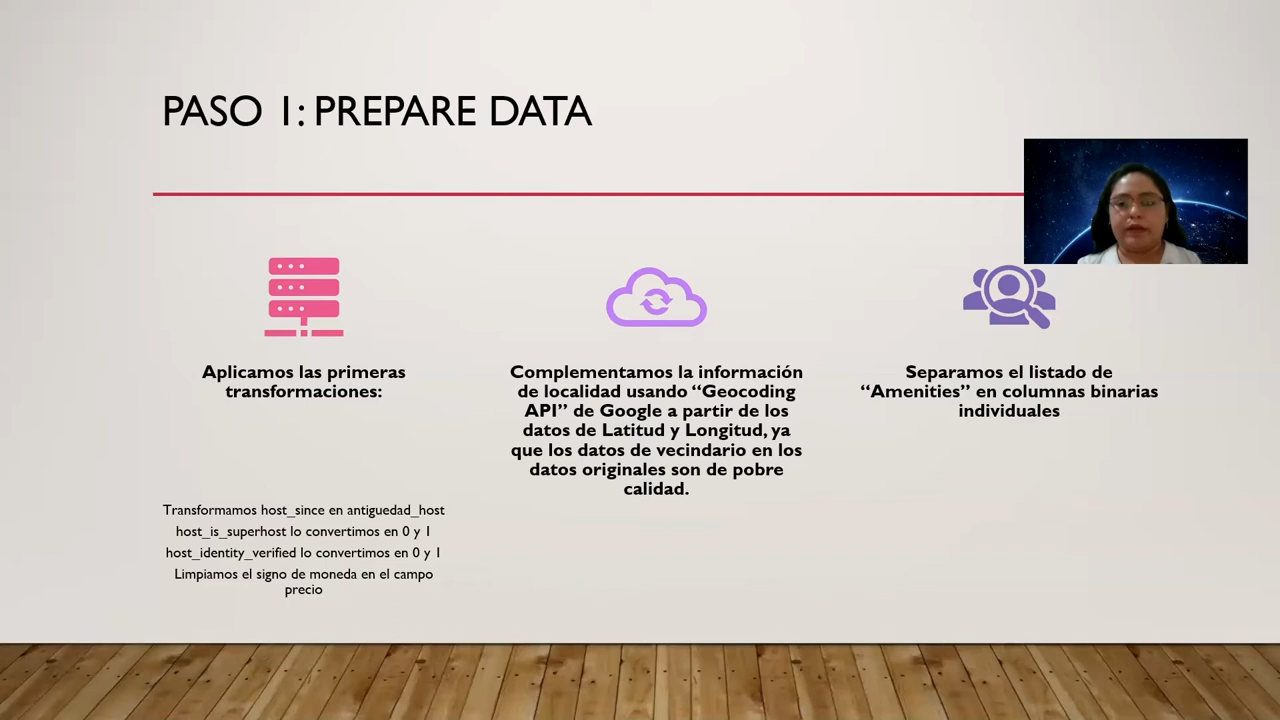 PASO 1: PREPARE DATA
Aplicamos las primeras
transformaciones:
Transformamos host_since en antiguedad_host
host_is_superhost lo convertimos en 0 y 1
host_identity_verified lo convertimos en 0 y 1
Limpiamos el signo de moneda en el campo
precio
Complementamos la información
de localidad usando “Geocoding
API” de Google a partir de los
datos de Latitud y Longitud, ya
que los datos de vecindario en los
datos originales son de pobre
calidad.
Separamos el listado de
“Amenities” en columnas binarias
individuales